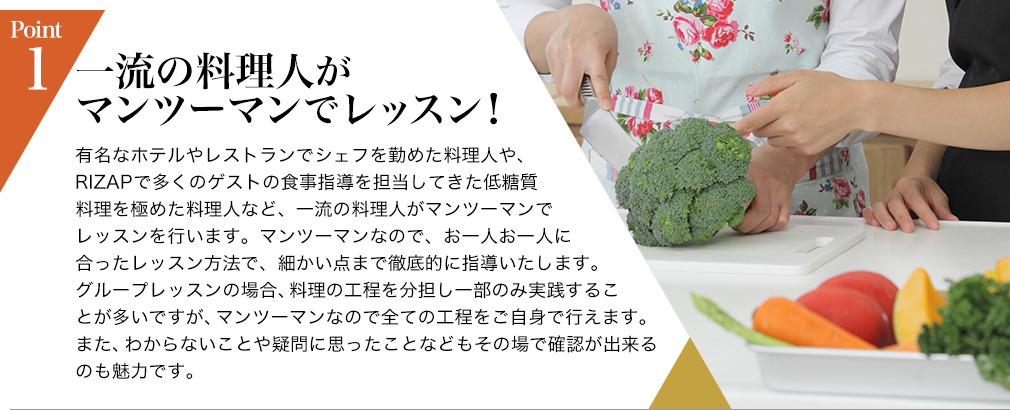 Point
1
一流の料理人が
マンツーマンでレッスン！
有名なホテルやレストランでシェフを勤めた料理人や、
RIZAPで多くのゲストの食事指導を担当してきた低糖質
料理を極めた料理人など、一流の料理人がマンツーマンで
レッスンを行います。マンツーマンなので、お一人お一人に
合ったレッスン方法で、細かい点まで徹底的に指導いたします。
グループレッスンの場合、料理の工程を分担し一部のみ実践するこ
とが多いですが、マンツーマンなので全ての工程をご自身で行えます。
また、わからないことや疑問に思ったことなどもその場で確認が出来る
のも魅力です。